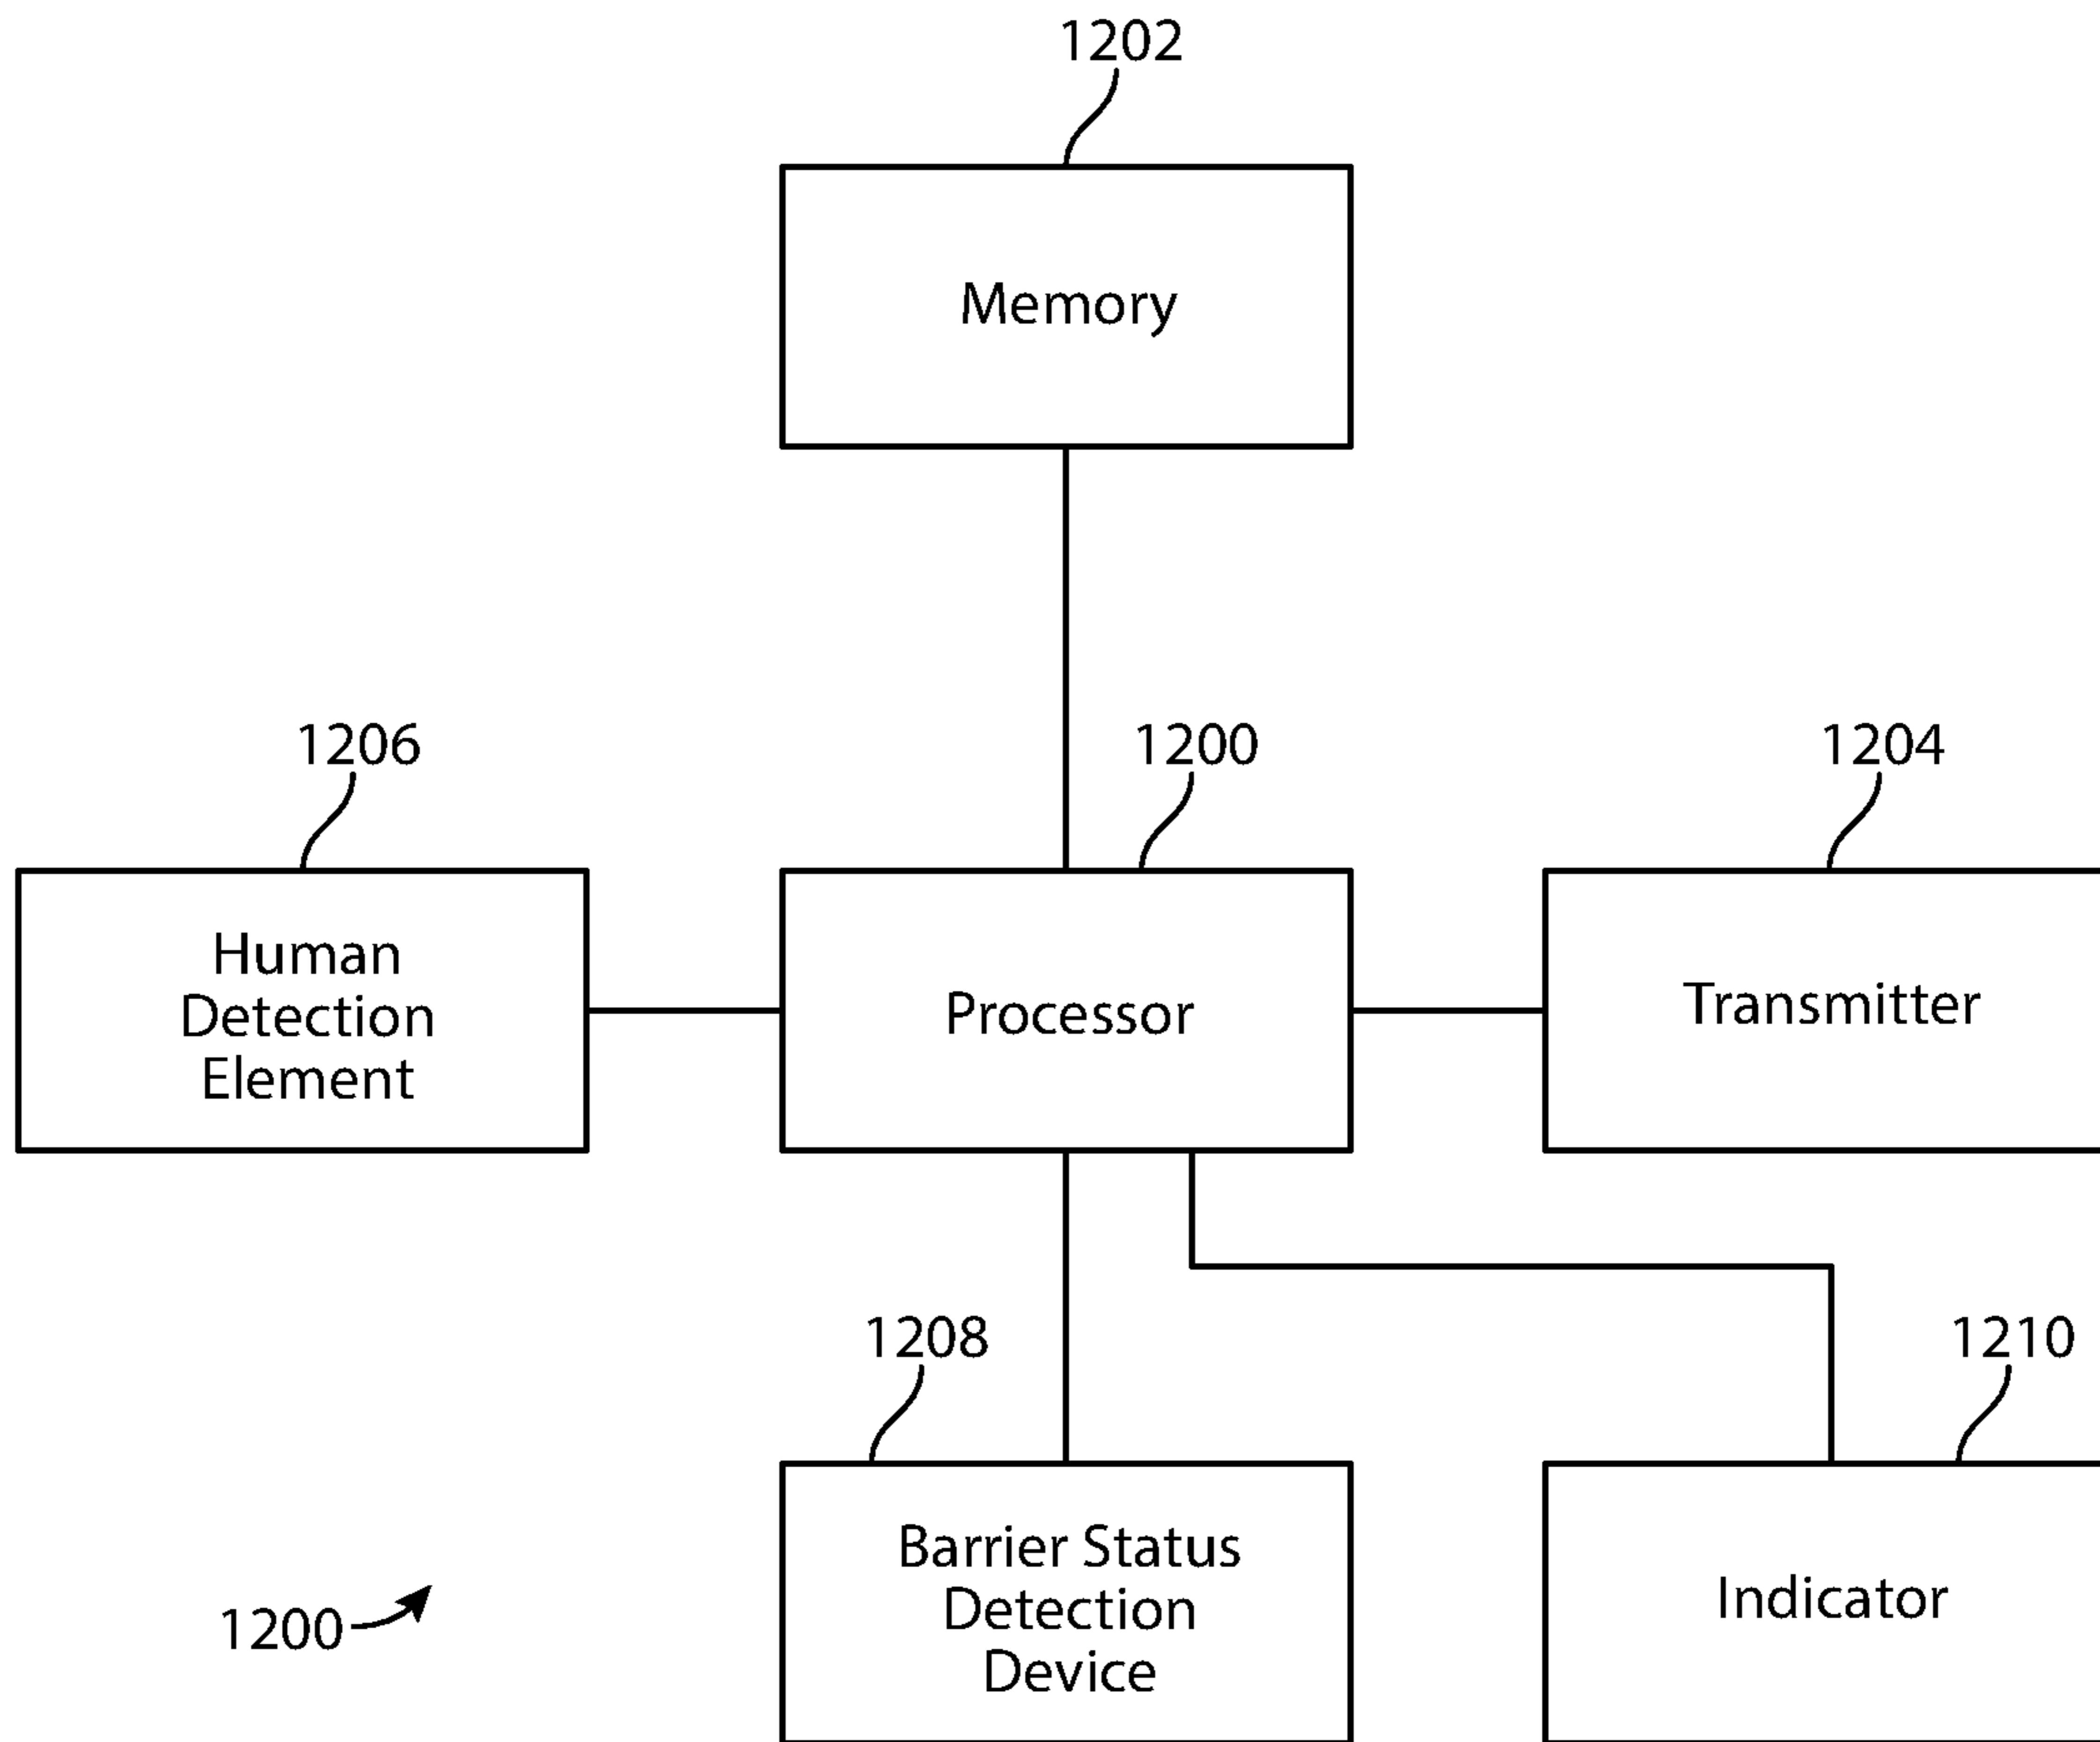 1202
Memory
1206
1200
1204
Human
Detection
Element
Processor
Transmitter
1208
1210
Barrier Status
Detection
Device
Indicator
1200